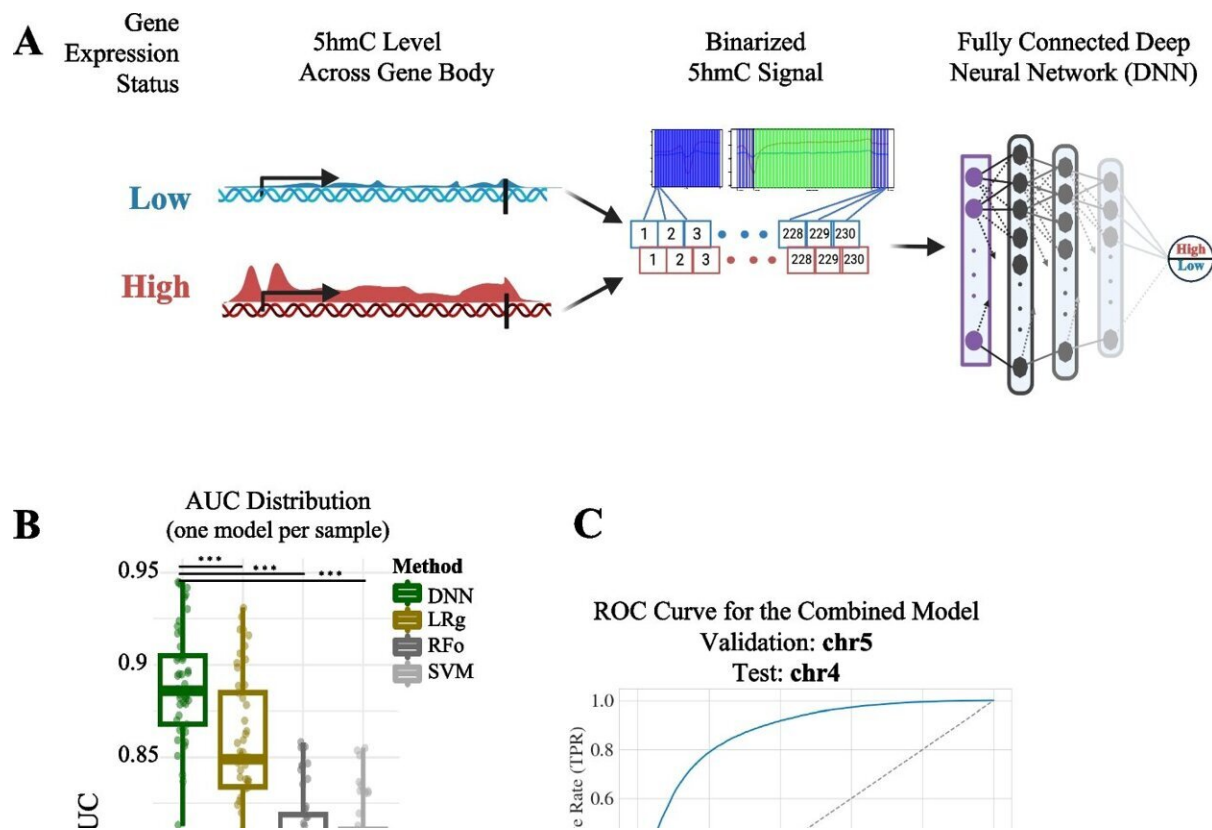 A
Gene
Expression
Status
5hmC Level
Across Gene Body
Binarized
5hmC Signal
Fully Connected Deep
Neural Network (DNN)
Low
High
1 2 3 228 229 230
1 2 3 228 229 230
High
Low
B
AUC Distribution
(one model per sample)
*** *** ***
Method
DNN
LRg
RFo
SVM
0.95
0.9
0.85
UC
C
ROC Curve for the Combined Model
Validation: chr5
Test: chr4
1.0
0.8
0.6
e Rate (TPR)